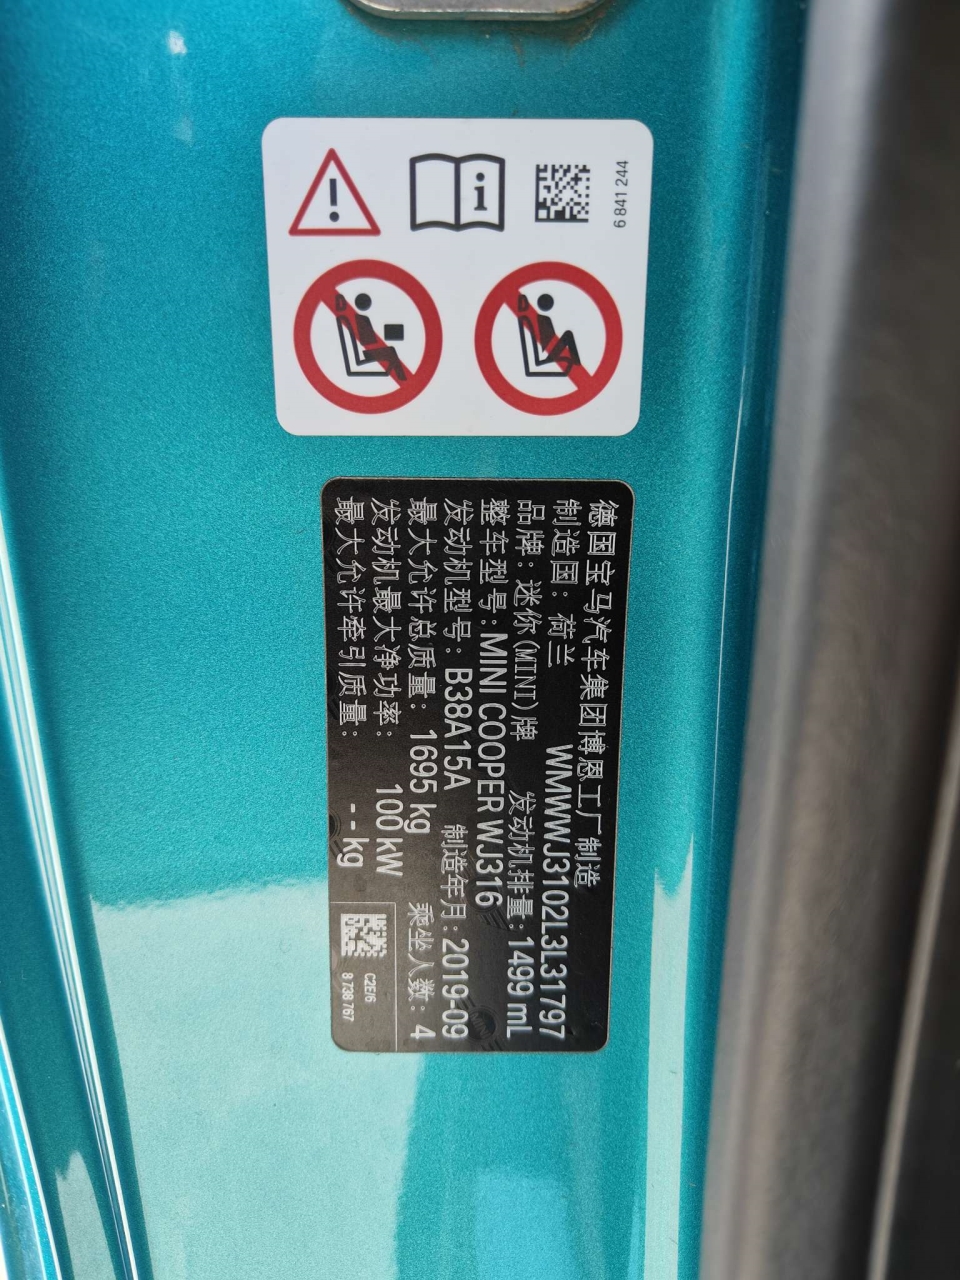 6 841 244
德国宝马汽车集团博恩工厂制造
制造国：荷兰 WMWWJ3102L3L31797
品牌：迷你(MINI)牌 发动机排量：1499 mL
整车型号：MINI COOPER WJ316
发动机型号：B38A15A 制造年月：2019-09
最大允许总质量：1695 kg 乘坐人数：4
发动机最大净功率：100 kW
最大允许牵引质量：-- kg
C2E/6
8 738 767